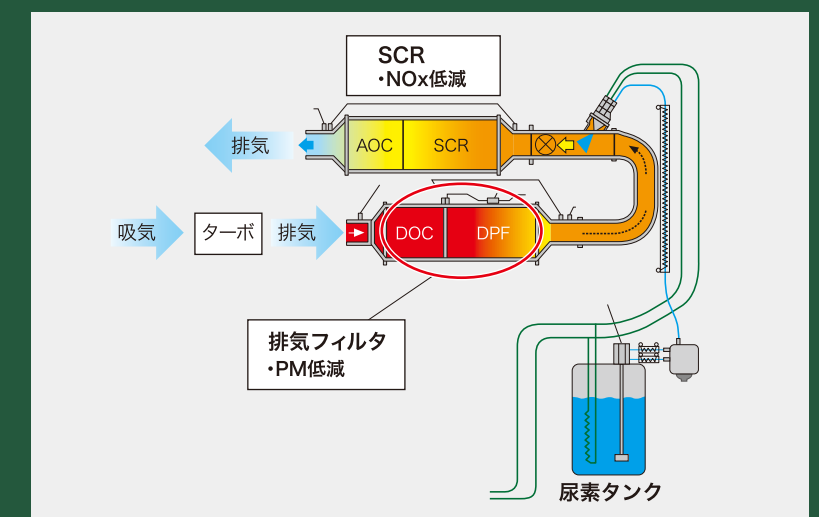 SCR
・NOx低減
排気
AOC
SCR
吸気
ターボ
排気
DOC
DPF
排気フィルタ
・PM低減
尿素タンク